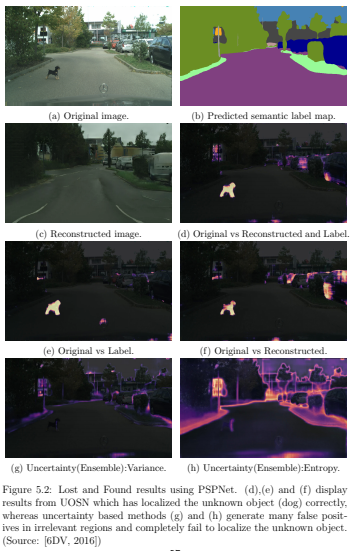 (a) Original image.
(b) Predicted semantic label map.
(c) Reconstructed image.
(d) Original vs Reconstructed and Label.
(e) Original vs Label.
(f) Original vs Reconstructed.
(g) Uncertainty(Ensemble):Variance.
(h) Uncertainty(Ensemble):Entropy.
Figure 5.2: Lost and Found results using PSPNet. (d),(e) and (f) display
results from UOSN which has localized the unknown object (dog) correctly,
whereas uncertainty based methods (g) and (h) generate many false posit-
ives in irrelevant regions and completely fail to localize the unknown object.
(Source: [6DV, 2016])